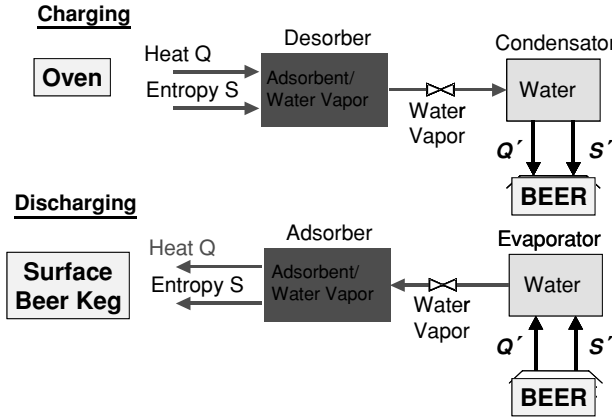 Charging
Oven
Heat Q
Entropy S
Desorber
Adsorbent/
Water Vapor
Water
Vapor
Condensator
Water
Q´
S´
BEER
Discharging
Surface
Beer Keg
Heat Q
Entropy S
Adsorber
Adsorbent/
Water Vapor
Water
Vapor
Evaporator
Water
Q´
S´
BEER